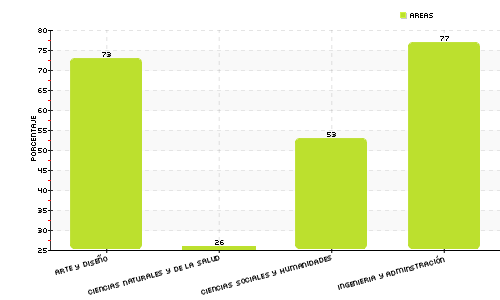 AREAS
80
75
70
65
60
55
50
45
40
35
30
25
PORCENTAJE
73
26
53
77
ARTE y DISEÑO
CIENCIAS NATURALES y DE LA SALUD
CIENCIAS SOCIALES y HUMANIDADES
INGENIERIA y ADMINSTRACIÓN